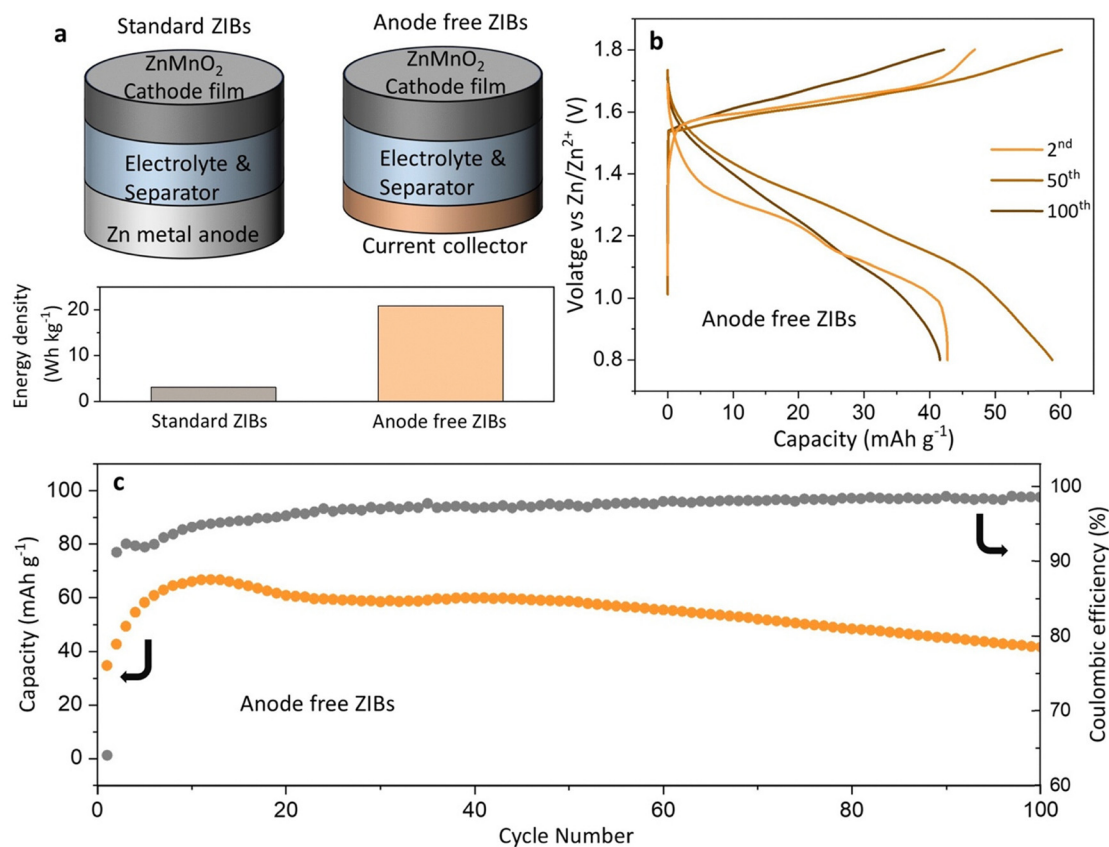 a
Standard ZIBs
Anode free ZIBs
ZnMnO₂
Cathode film
Electrolyte &
Separator
Zn metal anode
ZnMnO₂
Cathode film
Electrolyte &
Separator
Current collector
Energy density
(Wh kg⁻¹)
20
10
0
Standard ZIBs
Anode free ZIBs
b
Volatge vs Zn/Zn²⁺ (V)
1.8
1.6
1.4
1.2
1.0
0.8
2ⁿᵈ
50ᵗʰ
100ᵗʰ
Anode free ZIBs
0 10 20 30 40 50 60
Capacity (mAh g⁻¹)
c
Capacity (mAh g⁻¹)
100
80
60
40
20
0
Anode free ZIBs
100
90
80
70
60
Coulombic efficiency (%)
0 20 40 60 80 100
Cycle Number